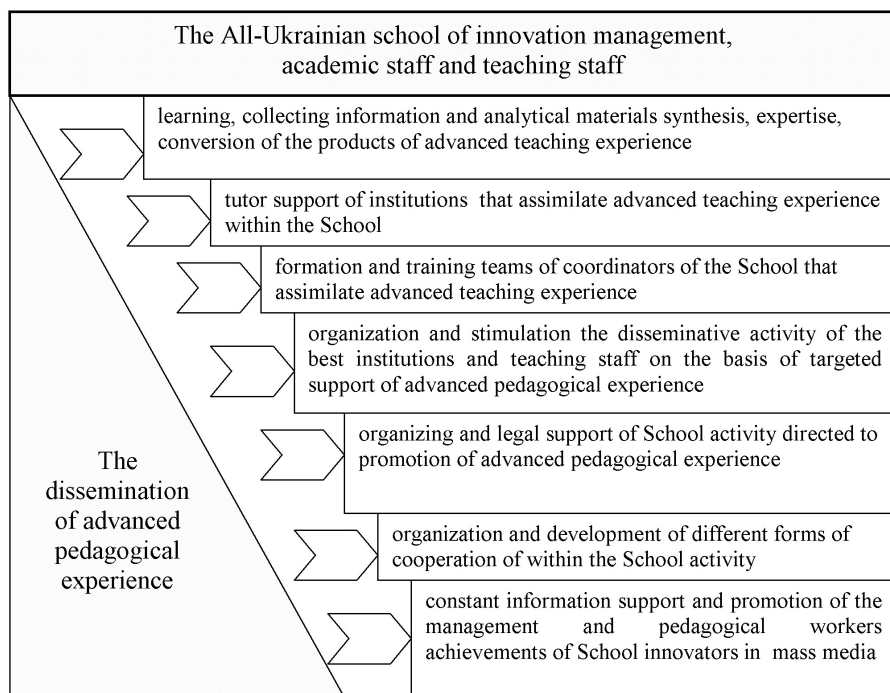 The All-Ukrainian school of innovation management,
academic staff and teaching staff
learning, collecting information and analytical materials synthesis, expertise,
conversion of the products of advanced teaching experience
tutor support of institutions that assimilate advanced teaching experience
within the School
formation and training teams of coordinators of the School that
assimilate advanced teaching experience
organization and stimulation the disseminative activity of the
best institutions and teaching staff on the basis of targeted
support of advanced pedagogical experience
organizing and legal support of School activity directed to
promotion of advanced pedagogical experience
organization and development of different forms of
cooperation of within the School activity
constant information support and promotion of the
management and pedagogical workers
achievements of School innovators in mass media
The
dissemination
of advanced
pedagogical
experience